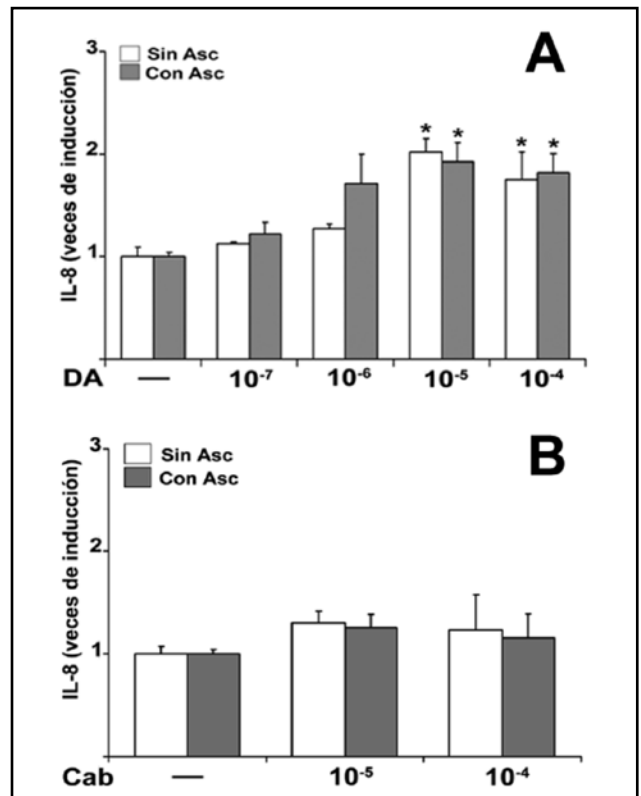 A
3
Sin Asc
Con Asc
2
* * * *
1
IL-8 (veces de inducción)
DA — 10⁻⁷ 10⁻⁶ 10⁻⁵ 10⁻⁴
B
3
Sin Asc
Con Asc
2
1
IL-8 (veces de inducción)
Cab — 10⁻⁵ 10⁻⁴